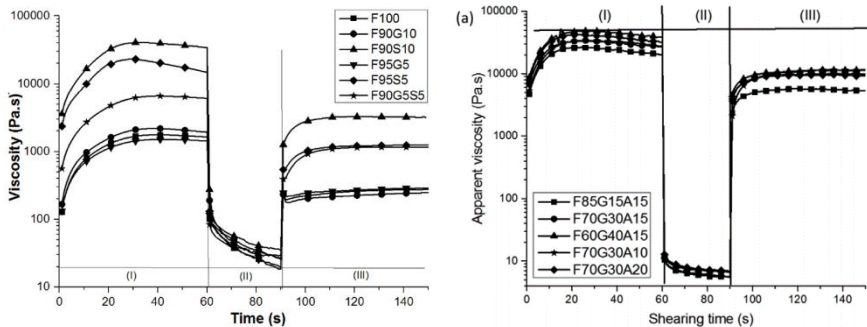 100000
10000
1000
100
10
Viscosity (Pa.s)
F100
F90G10
F90S10
F95G5
F95S5
F90G5S5
(I)
(II)
(III)
0 20 40 60 80 100 120 140
Time (s)
(a)
(I)
(II)
(III)
100000
10000
1000
100
10
Apparent viscosity (Pa.s)
F85G15A15
F70G30A15
F60G40A15
F70G30A10
F70G30A20
0 20 40 60 80 100 120 140
Shearing time (s)